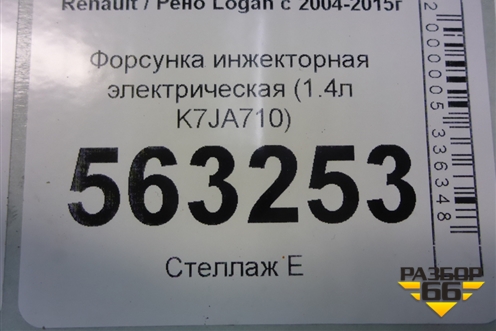 Renault / Рено Logan с 2004-2015г
Форсунка инжекторная
электрическая (1.4л
K7JA710)
563253
Стеллаж Е
2000005336348
РАЗБОР
66